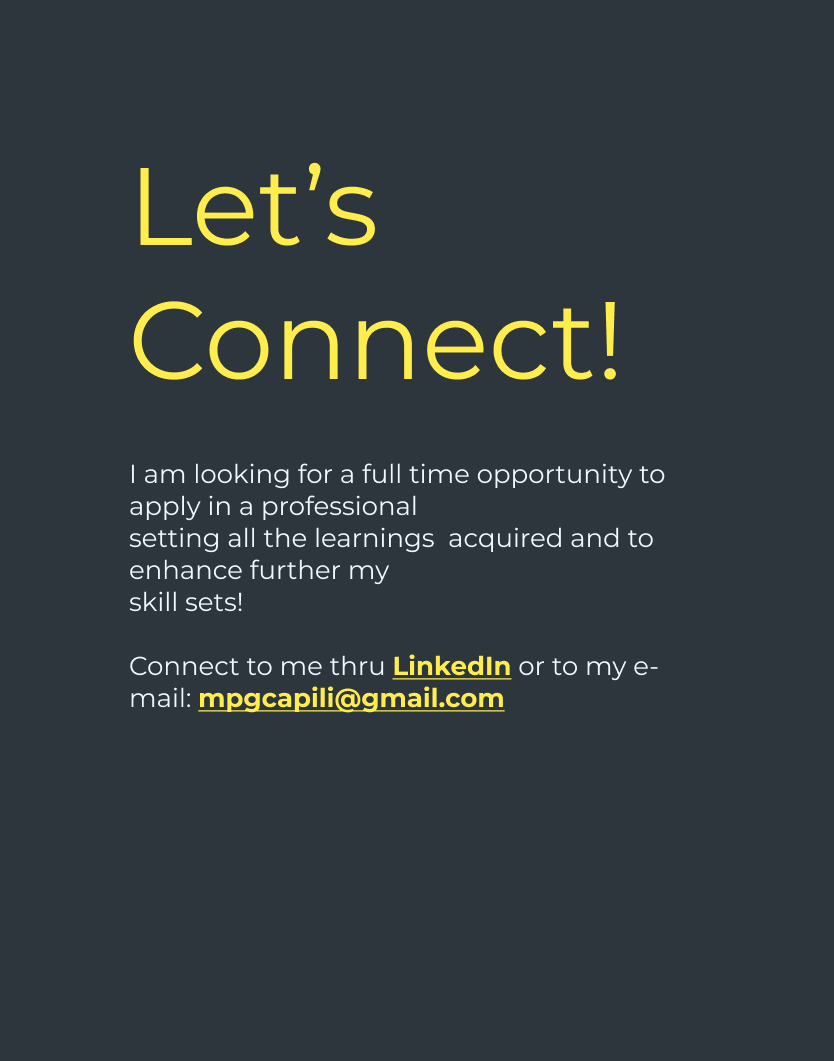 Let’s
Connect!
I am looking for a full time opportunity to
apply in a professional
setting all the learnings  acquired and to
enhance further my
skill sets!
Connect to me thru LinkedIn or to my e-
mail: mpgcapili@gmail.com